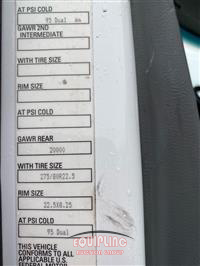 AT PSI COLD
95 Dual
GAWR 2ND
INTERMEDIATE
WITH TIRE SIZE
RIM SIZE
AT PSI COLD
GAWR REAR
20000
WITH TIRE SIZE
275/80R22.5
RIM SIZE
22.5X8.25
AT PSI COLD
95 Dual
EQUIPLINC
THIS VEHICLE
CONFORMS TO ALL
APPLICABLE U.S.
FEDERAL MOTOR